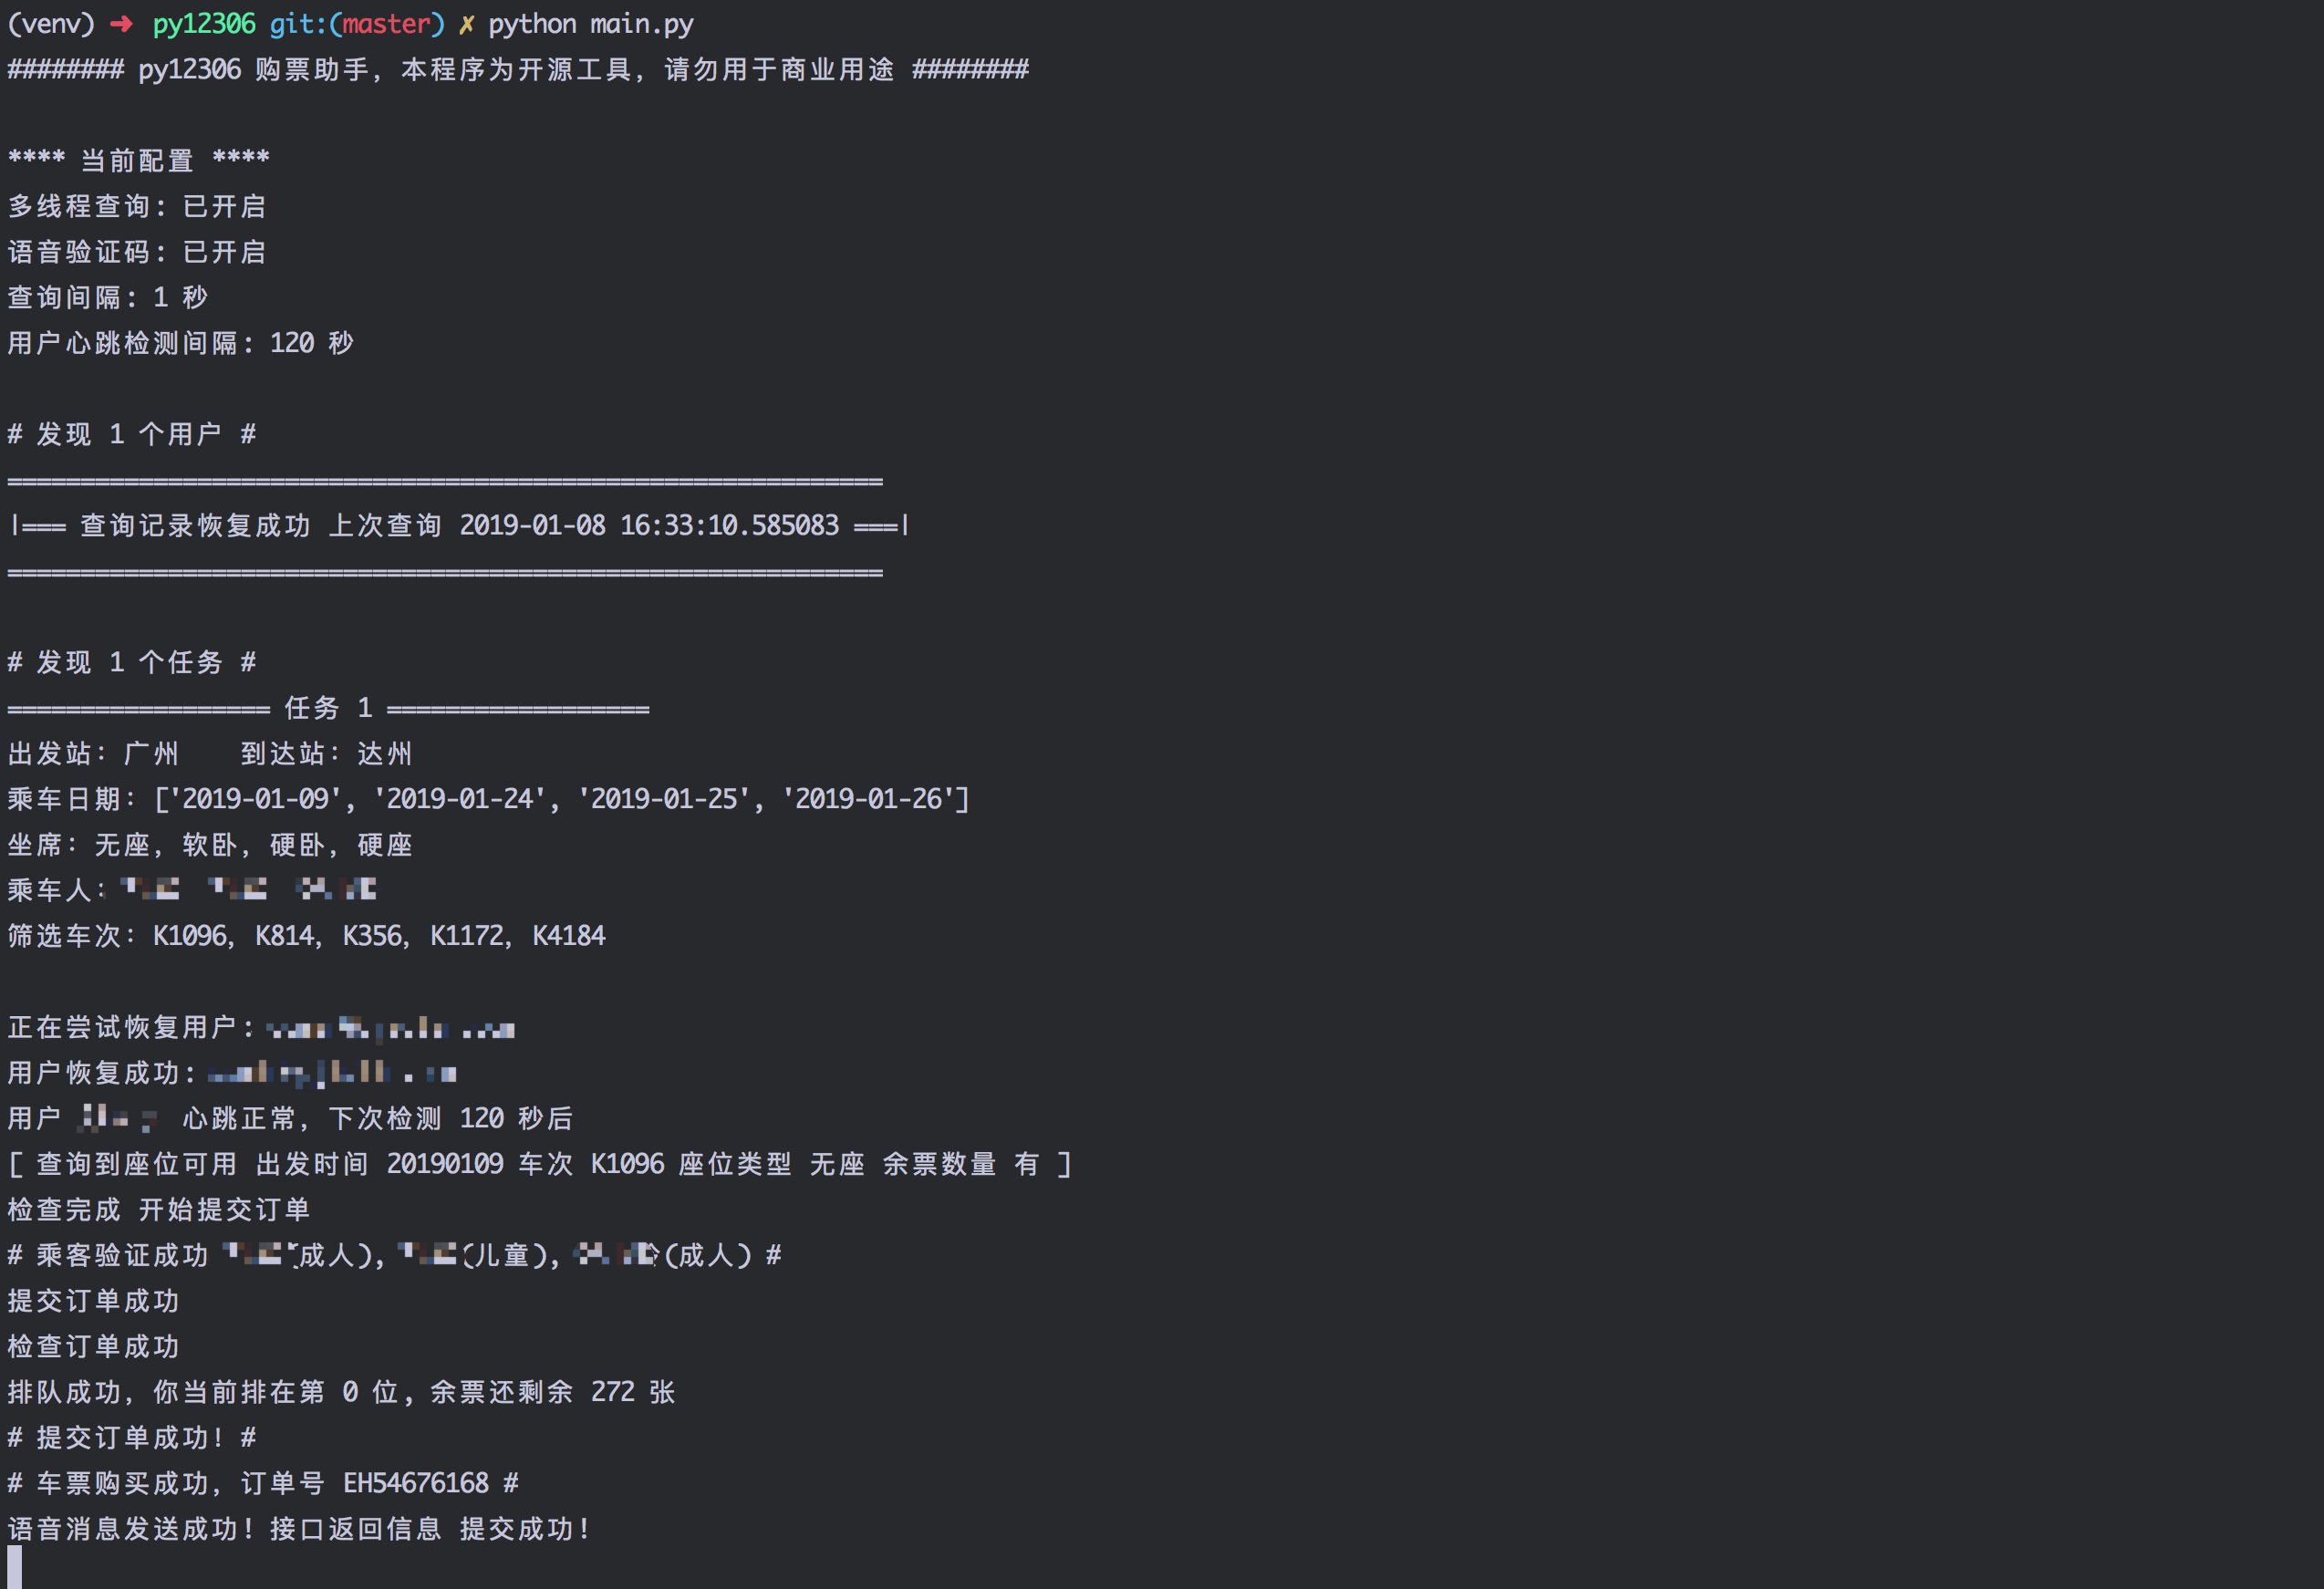 (venv) ➜ py12306 git:(master) ✗ python main.py
######## py12306 购票助手，本程序为开源工具，请勿用于商业用途 ########
**** 当前配置 ****
多线程查询: 已开启
语音验证码: 已开启
查询间隔: 1 秒
用户心跳检测间隔: 120 秒
# 发现 1 个用户 #
============================================================
|=== 查询记录恢复成功 上次查询 2019-01-08 16:33:10.585083 ===|
============================================================
# 发现 1 个任务 #
================== 任务 1 ==================
出发站: 广州    到达站: 达州
乘车日期: ['2019-01-09', '2019-01-24', '2019-01-25', '2019-01-26']
坐席: 无座, 软卧, 硬卧, 硬座
乘车人:
筛选车次: K1096, K814, K356, K1172, K4184
正在尝试恢复用户:
用户恢复成功:
用户 心跳正常, 下次检测 120 秒后
[ 查询到座位可用 出发时间 20190109 车次 K1096 座位类型 无座 余票数量 有 ]
检查完成 开始提交订单
# 乘客验证成功 (成人), (儿童), (成人) #
提交订单成功
检查订单成功
排队成功，你当前排在第 0 位, 余票还剩余 272 张
# 提交订单成功! #
# 车票购买成功，订单号 EH54676168 #
语音消息发送成功! 接口返回信息 提交成功!